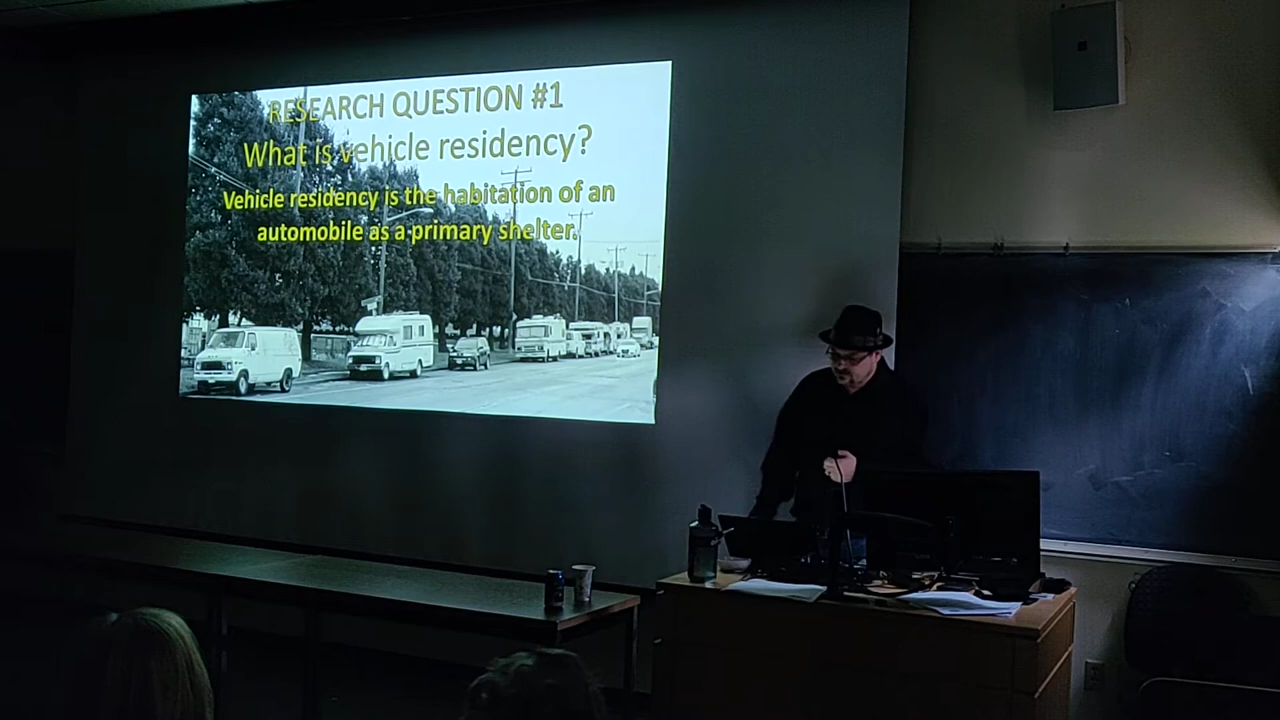 RESEARCH QUESTION #1
What is vehicle residency?
Vehicle residency is the habitation of an
automobile as a primary shelter.